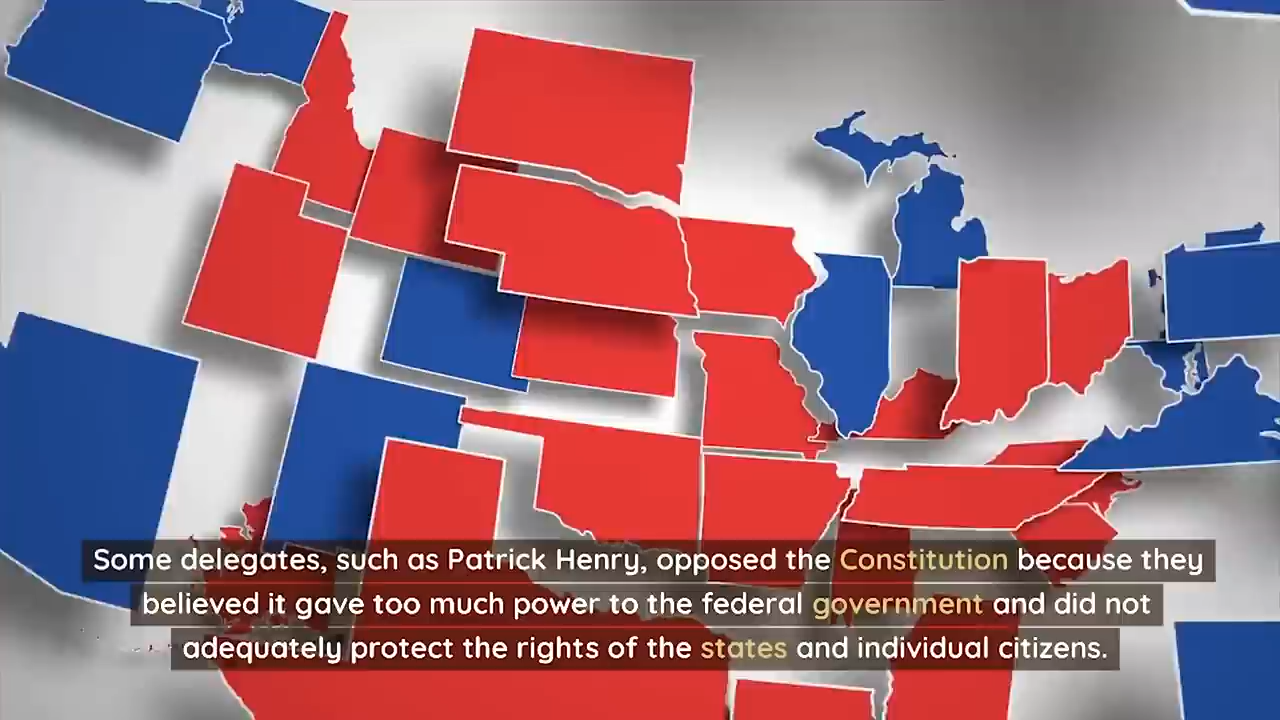 Some delegates, such as Patrick Henry, opposed the Constitution because they
believed it gave too much power to the federal government and did not
adequately protect the rights of the states and individual citizens.